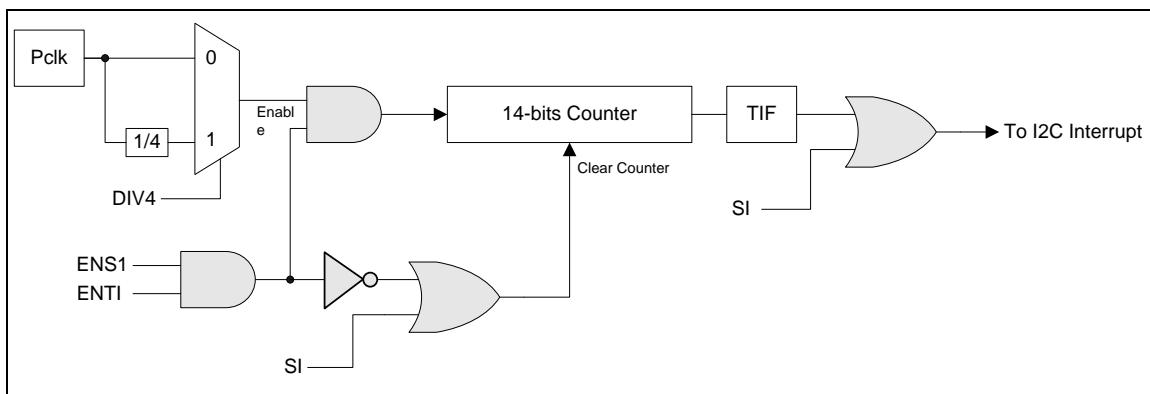 Pclk
0
1/4
1
Enabl
e
DIV4
14-bits Counter
TIF
To I2C Interrupt
Clear Counter
SI
ENS1
ENTI
SI